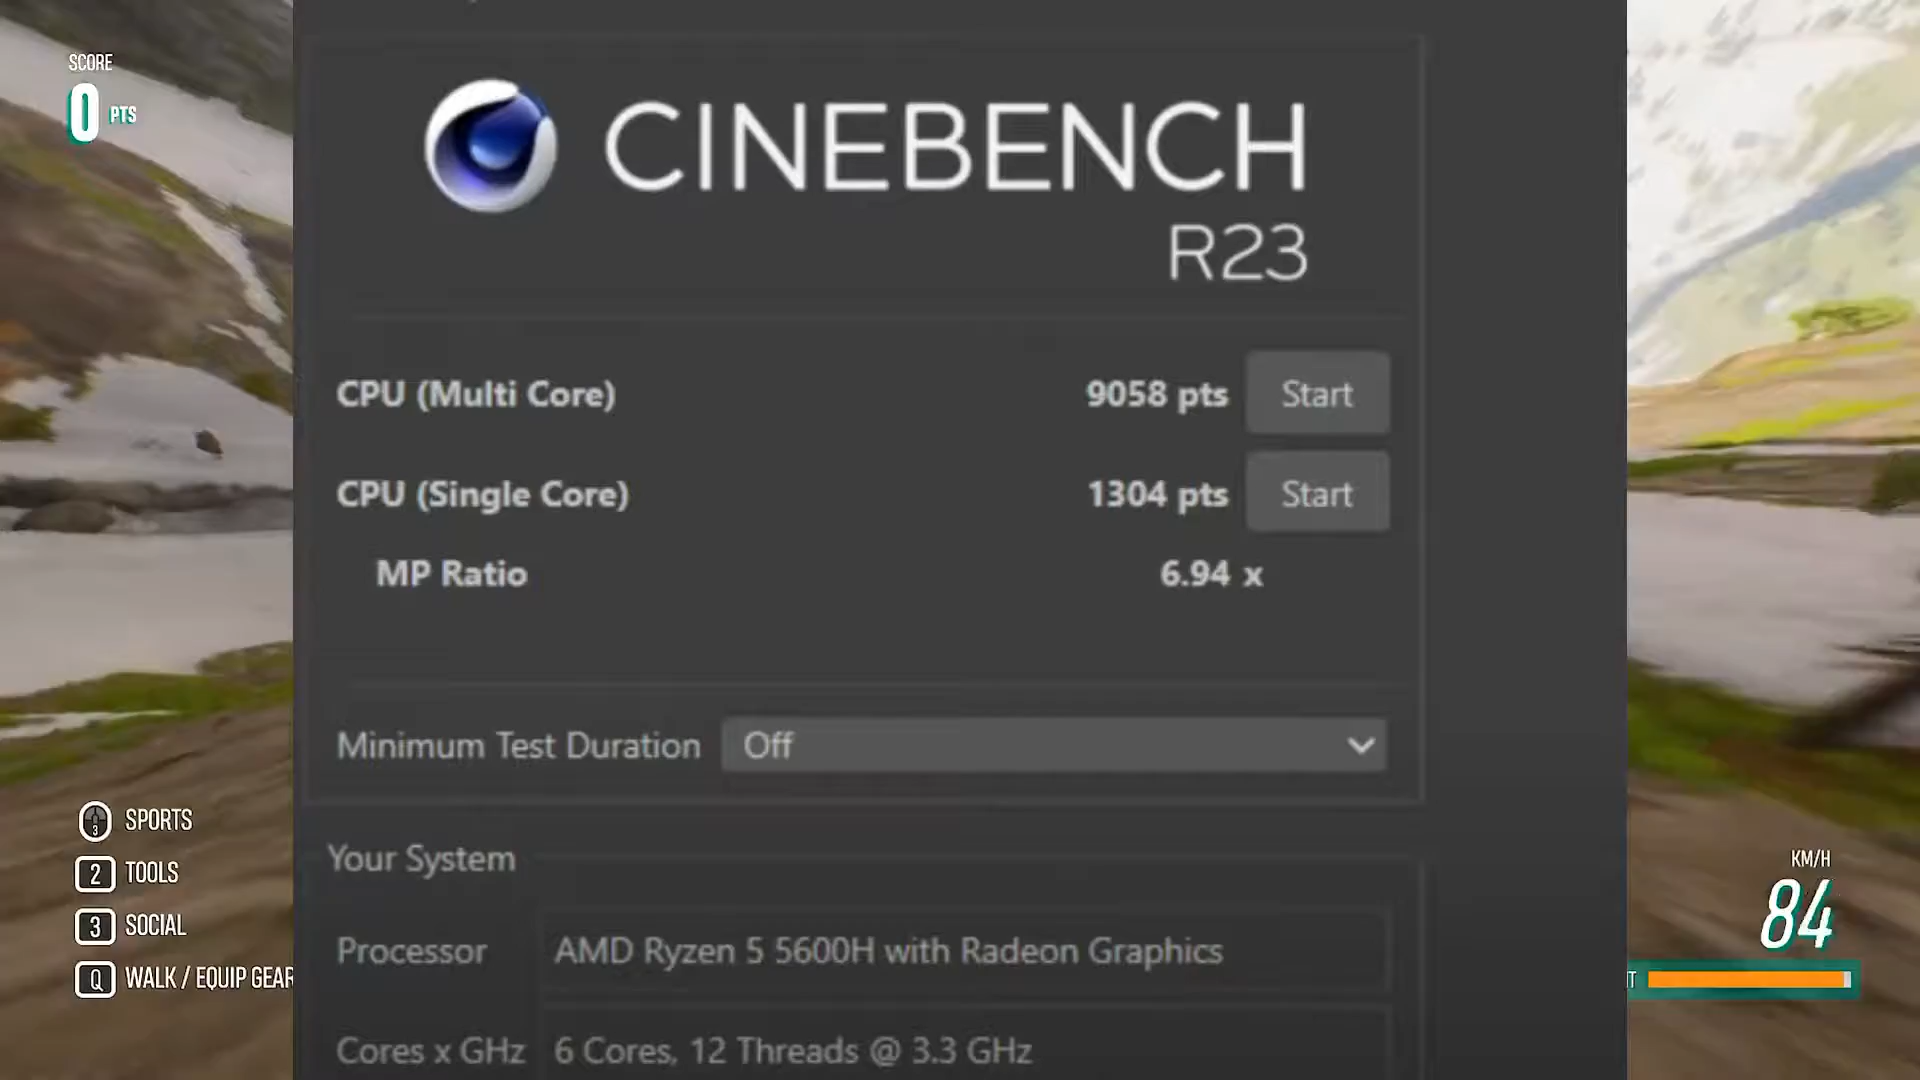 SCORE
0 PTS
CINEBENCH
R23
CPU (Multi Core) 9058 pts Start
CPU (Single Core) 1304 pts Start
MP Ratio 6.94 x
Minimum Test Duration Off
Your System
Processor AMD Ryzen 5 5600H with Radeon Graphics
Cores x GHz 6 Cores, 12 Threads @ 3.3 GHz
3 SPORTS
2 TOOLS
3 SOCIAL
Q WALK / EQUIP GEAR
KM/H
84
T